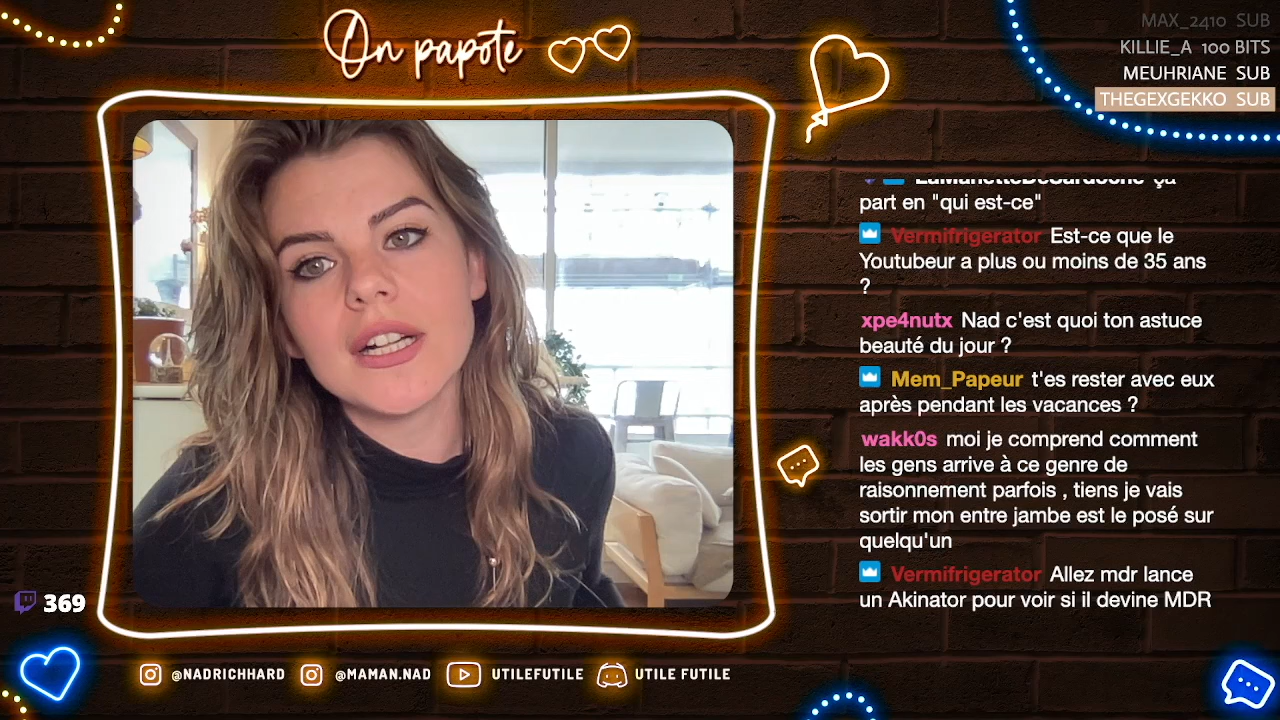 On papote
MAX_2410 SUB
KILLIE_A 100 BITS
MEUHRIANE SUB
THEGEXGEKKO SUB
LaManetteDeSardoche ça
part en "qui est-ce"
Vermifrigerator Est-ce que le
Youtubeur a plus ou moins de 35 ans
?
xpe4nutx Nad c'est quoi ton astuce
beauté du jour ?
Mem_Papeur t'es rester avec eux
après pendant les vacances ?
wakk0s moi je comprend comment
les gens arrive à ce genre de
raisonnement parfois , tiens je vais
sortir mon entre jambe est le posé sur
quelqu'un
Vermifrigerator Allez mdr lance
un Akinator pour voir si il devine MDR
369
@NADRICHHARD @MAMAN.NAD UTILEFUTILE UTILE FUTILE